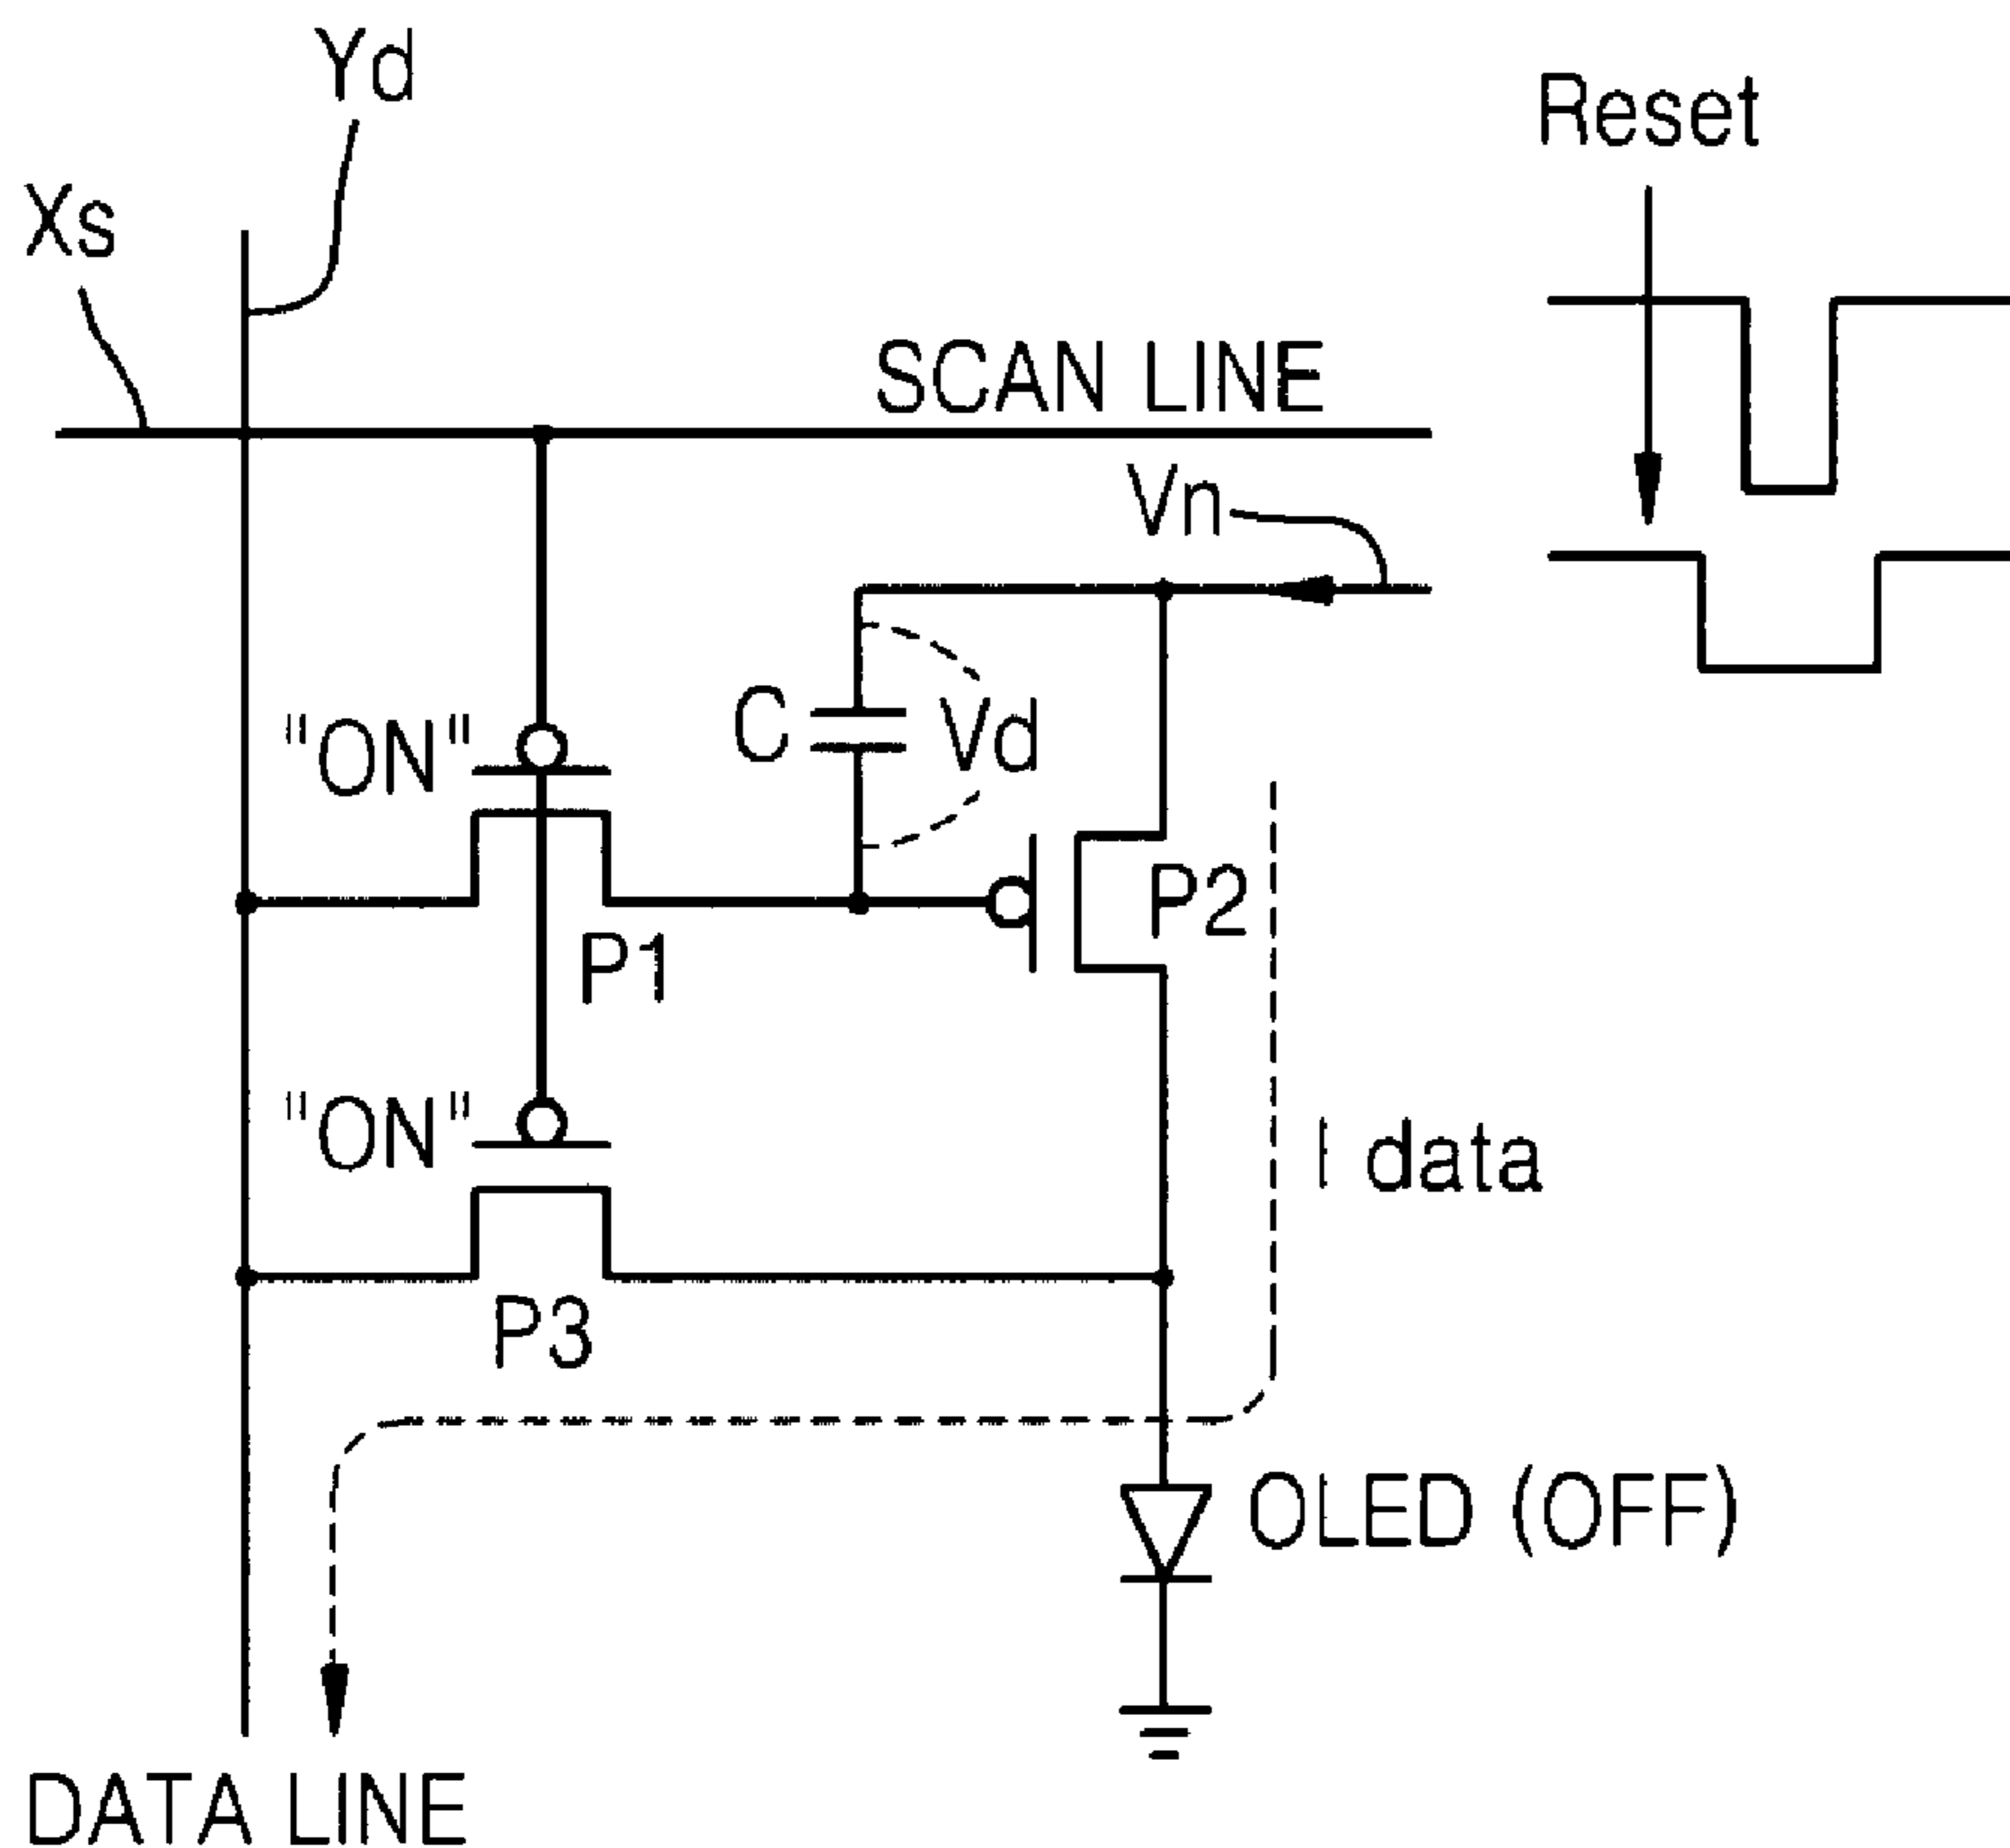 Yd
Reset
Xs
SCAN LINE
Vn
"ON"
C
Vd
P2
P1
"ON"
I data
P3
OLED (OFF)
DATA LINE